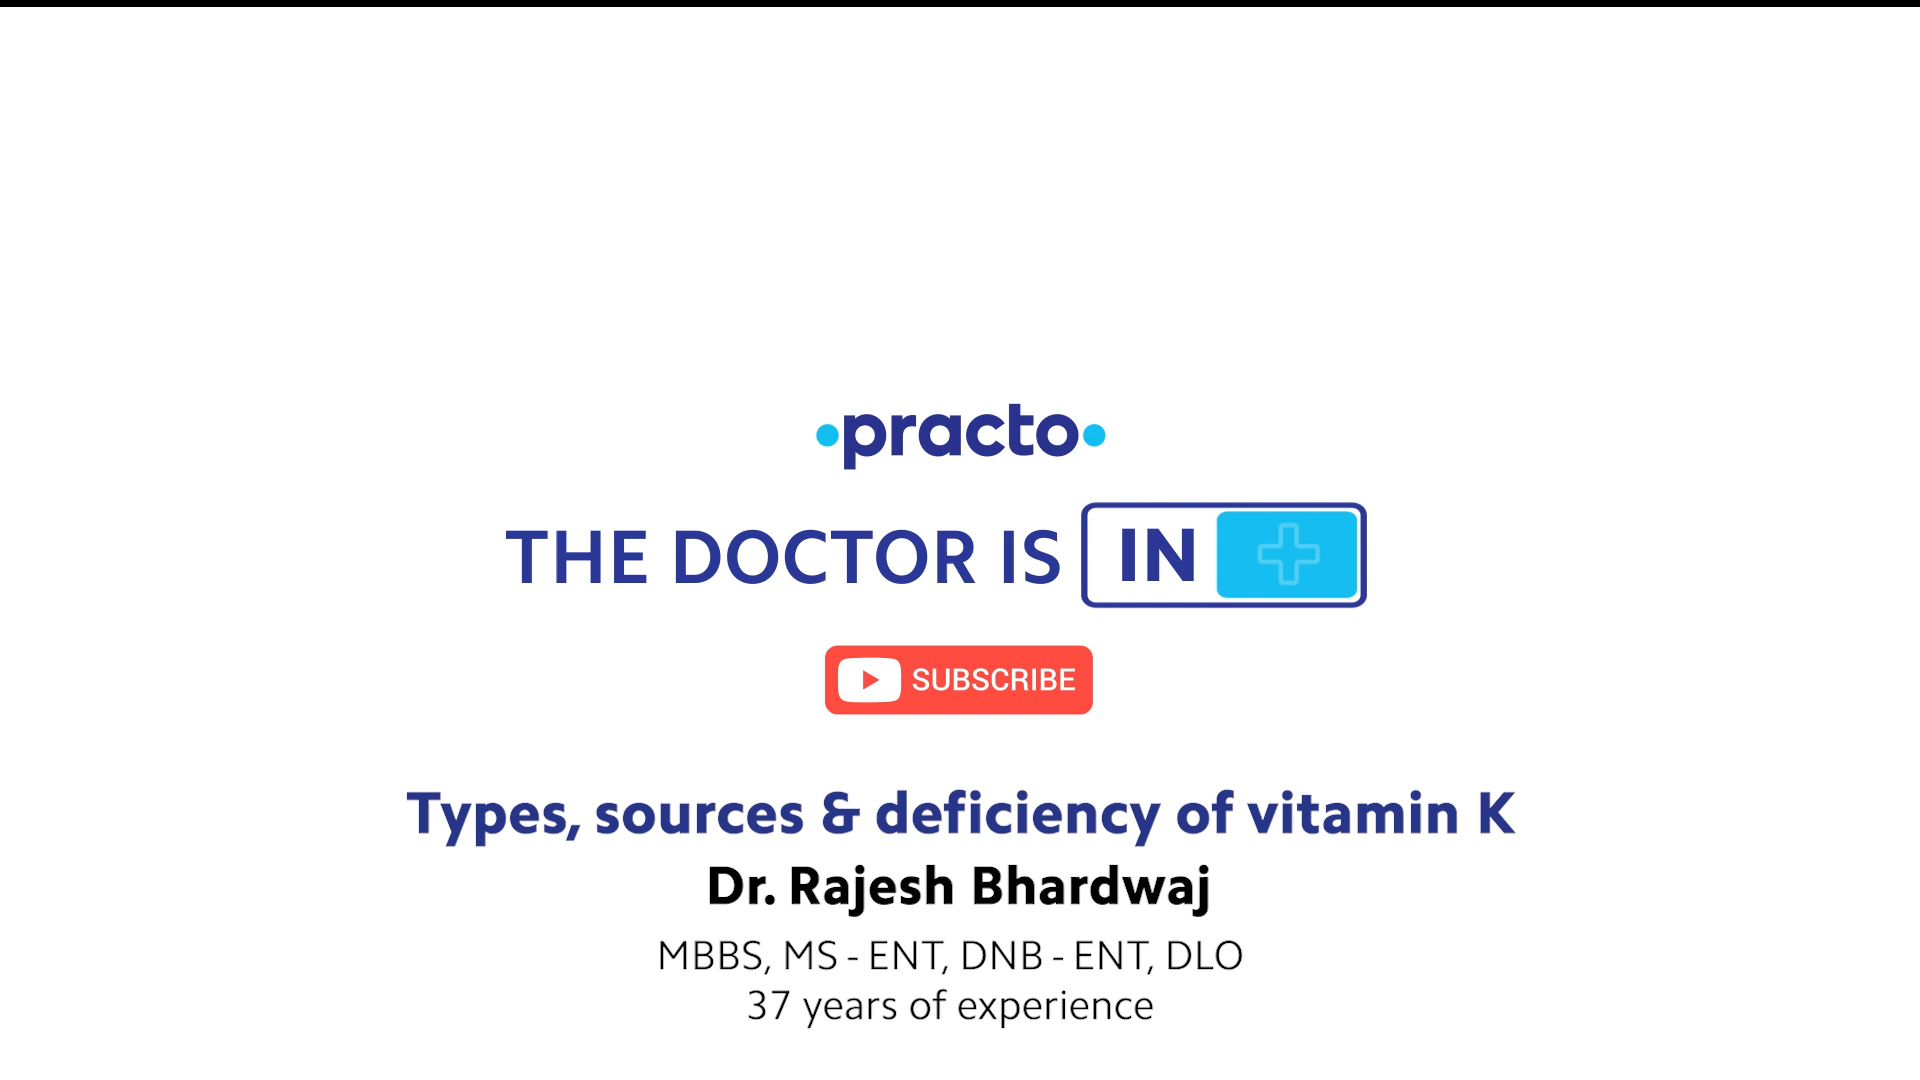 practo
THE DOCTOR IS IN
SUBSCRIBE
Types, sources & deficiency of vitamin K
Dr. Rajesh Bhardwaj
MBBS, MS - ENT, DNB - ENT, DLO
37 years of experience